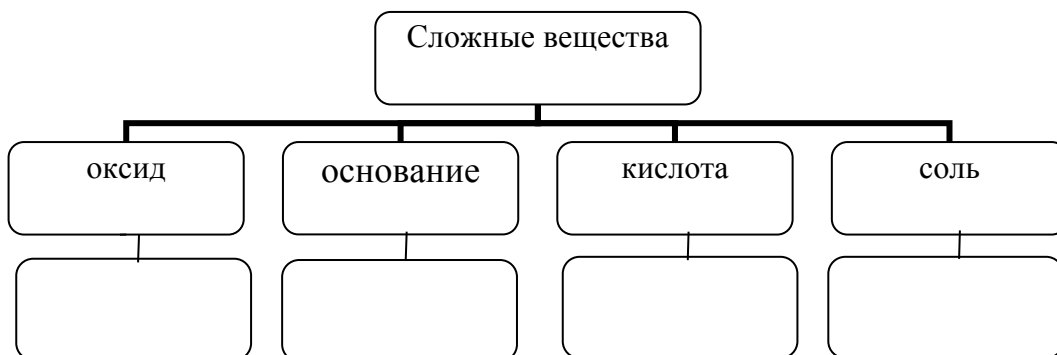 Сложные вещества
оксид
основание
кислота
соль